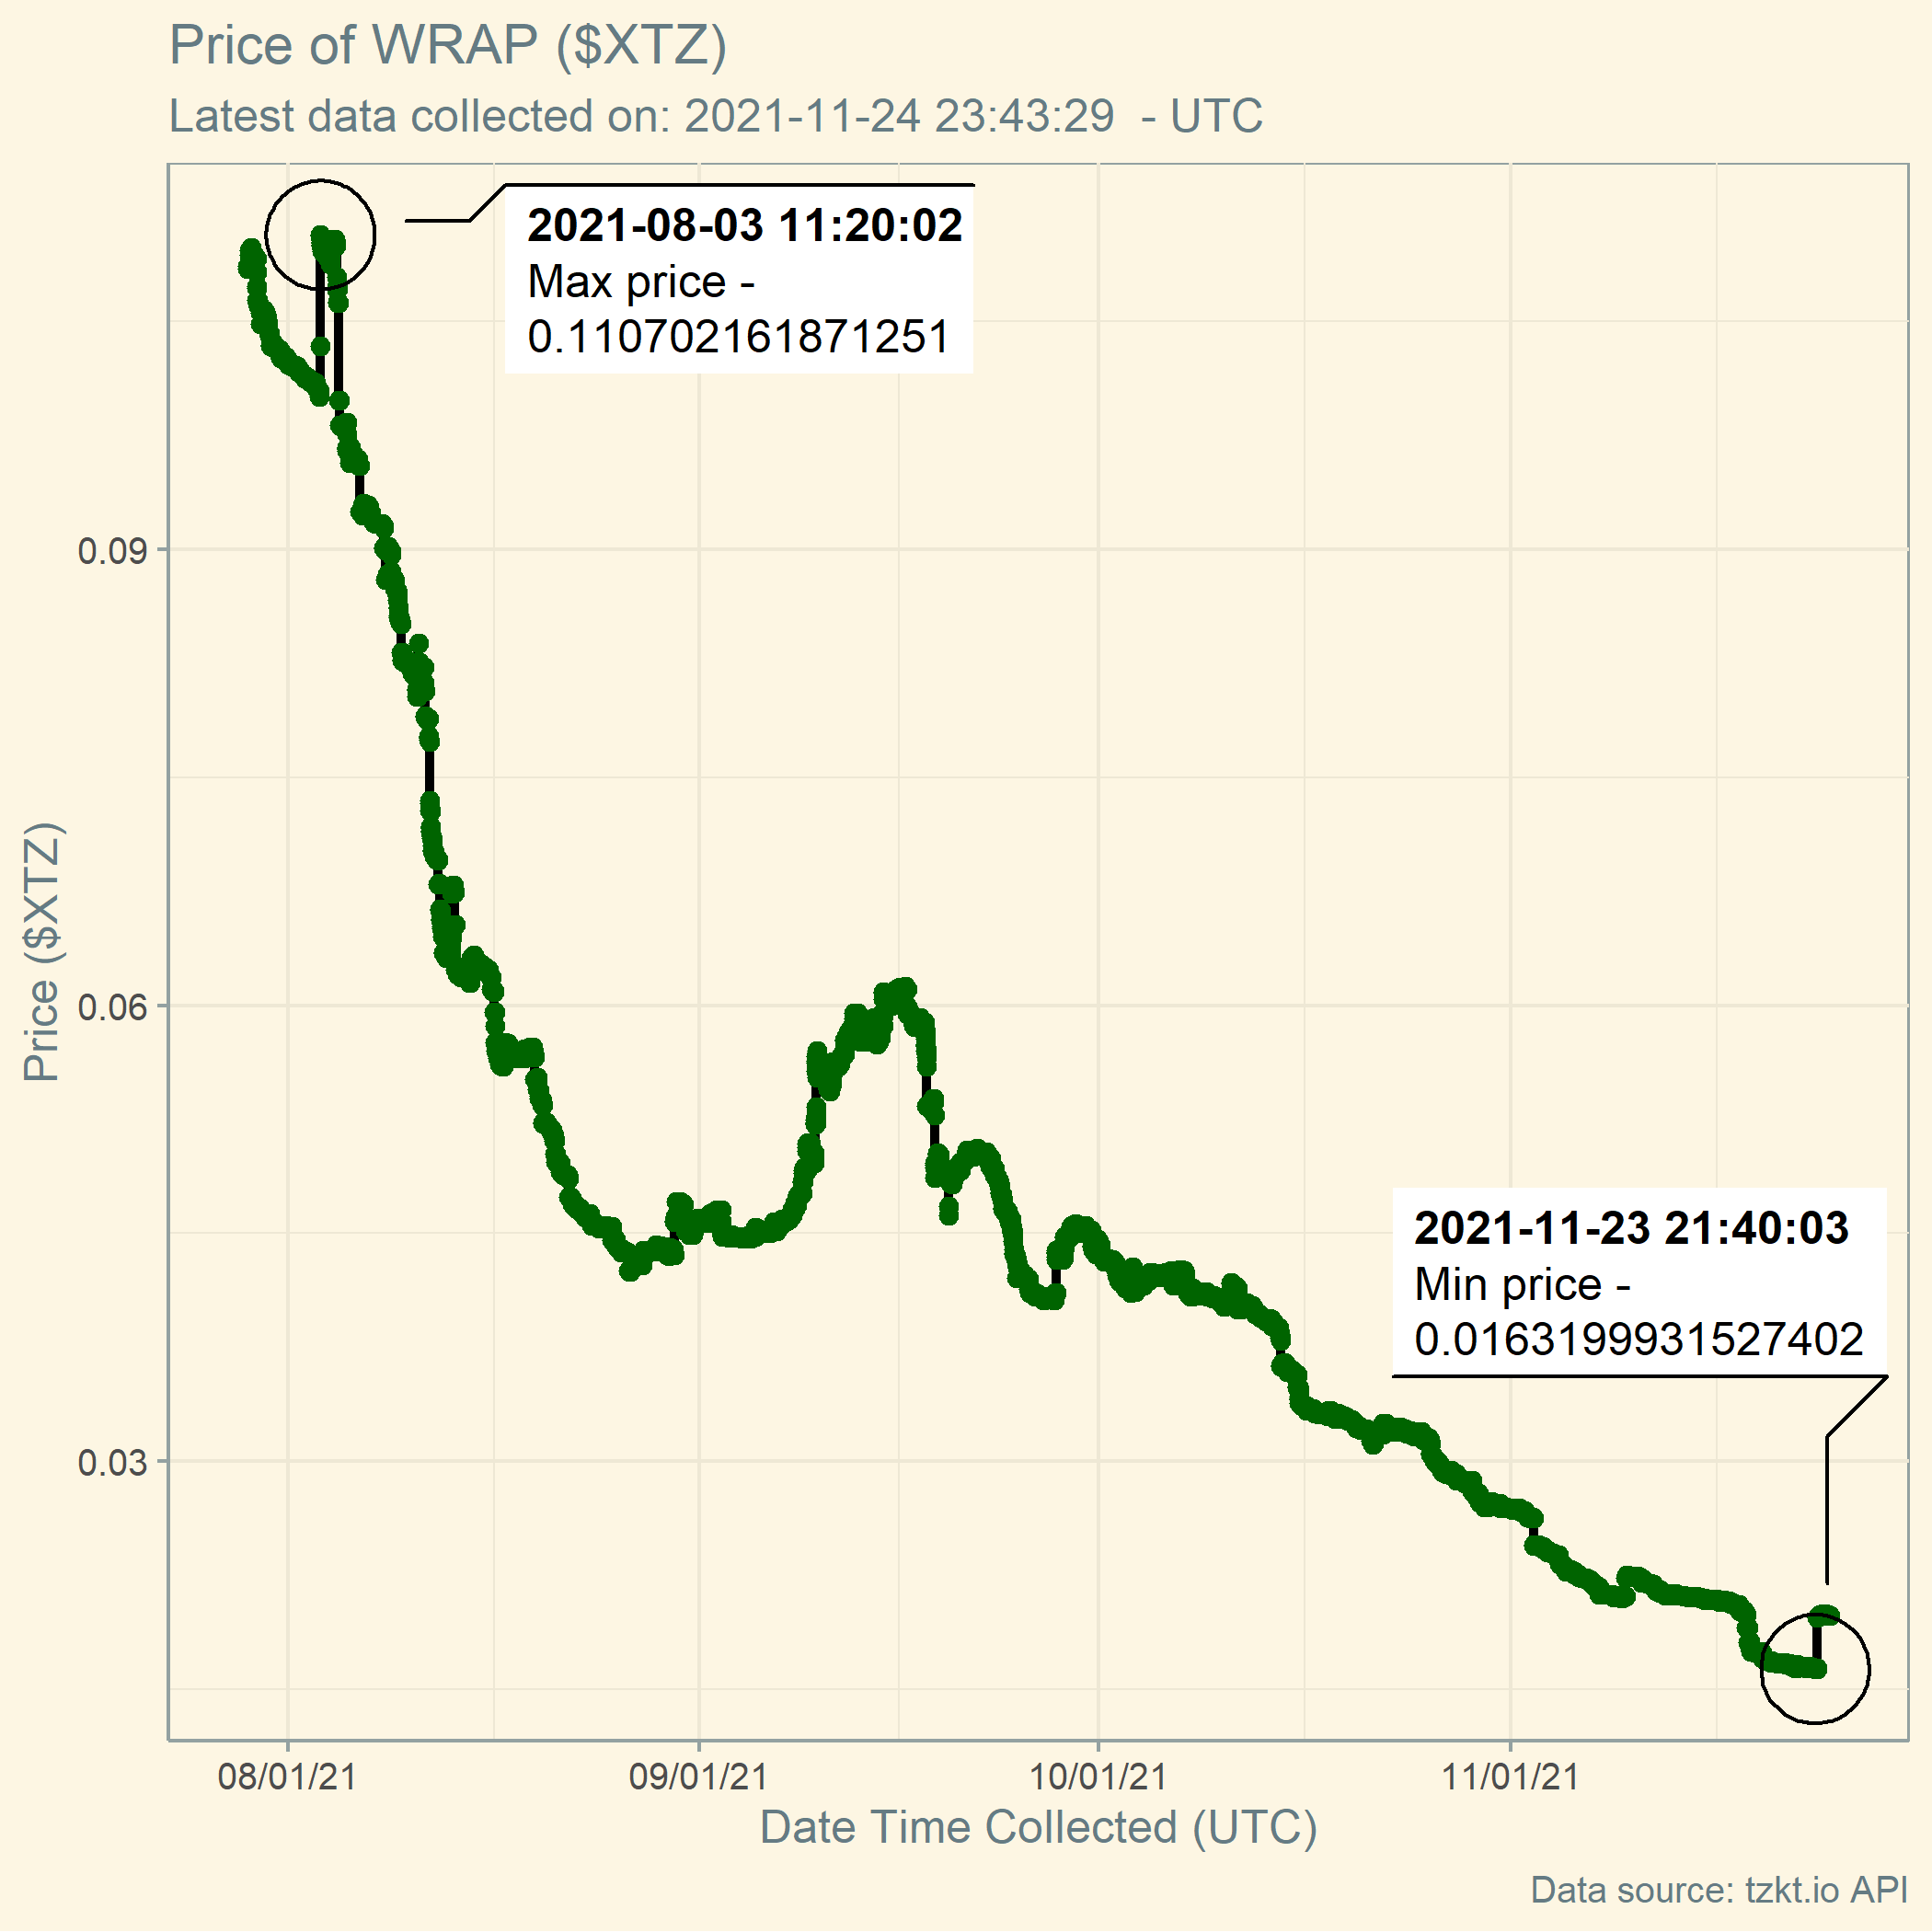 Price of WRAP ($XTZ)
Latest data collected on: 2021-11-24 23:43:29  - UTC
2021-08-03 11:20:02
Max price -
0.110702161871251
0.09
0.06
0.03
Price ($XTZ)
2021-11-23 21:40:03
Min price -
0.0163199931527402
08/01/21
09/01/21
10/01/21
11/01/21
Date Time Collected (UTC)
Data source: tzkt.io API